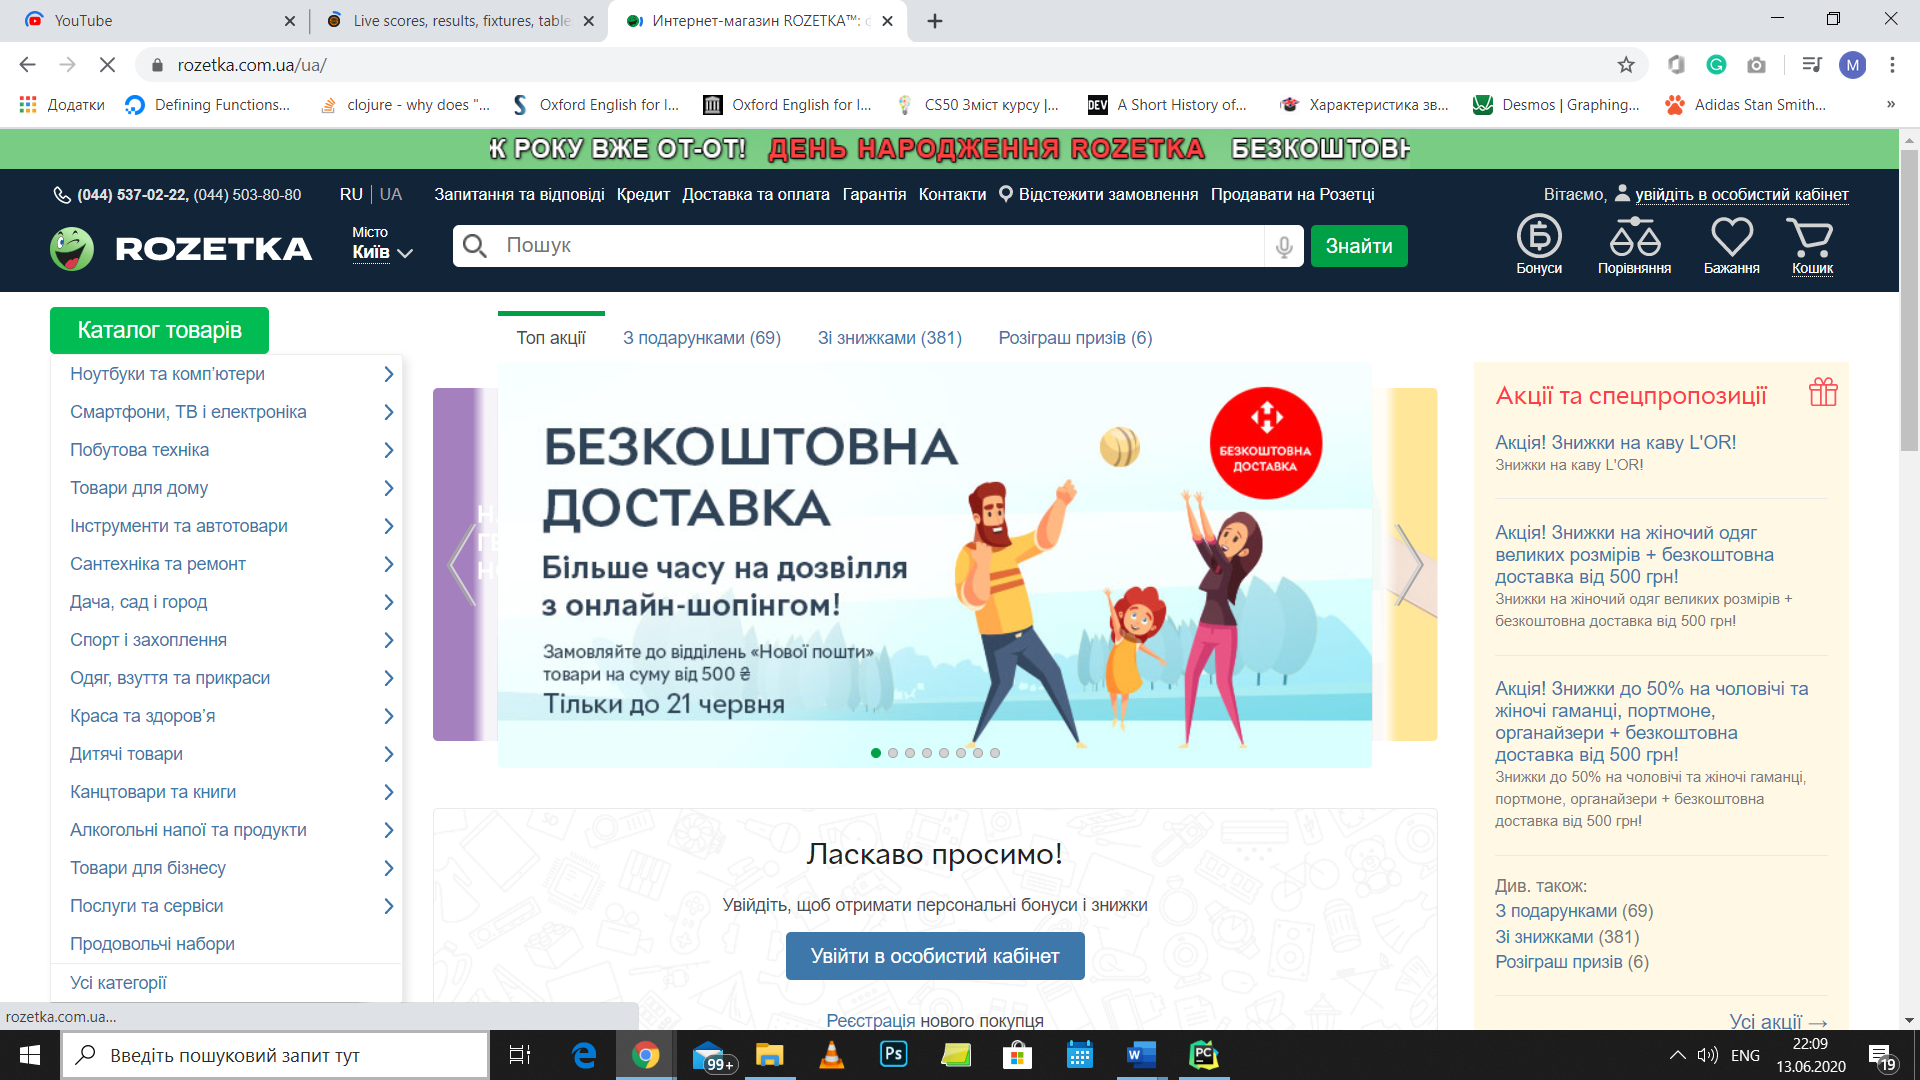 YouTube
Live scores, results, fixtures, table
Интернет-магазин ROZETKA™:
rozetka.com.ua/ua/
M
Додатки
Defining Functions...
clojure - why does "...
Oxford English for I...
Oxford English for I...
CS50 Зміст курсу |...
DEV
A Short History of...
Характеристика зв...
Desmos | Graphing...
Adidas Stan Smith...
»
К РОКУ ВЖЕ ОТ-ОТ! ДЕНЬ НАРОДЖЕННЯ ROZETKA БЕЗКОШТОВН
(044) 537-02-22, (044) 503-80-80
RU | UA
Запитання та відповіді Кредит Доставка та оплата Гарантія Контакти Відстежити замовлення Продавати на Розетці
Вітаємо, увійдіть в особистий кабінет
ROZETKA
Місто
Київ
Пошук
Знайти
Бонуси
Порівняння
Бажання
Кошик
Каталог товарів
Ноутбуки та комп’ютери
Смартфони, ТВ і електроніка
Побутова техніка
Товари для дому
Інструменти та автотовари
Сантехніка та ремонт
Дача, сад і город
Спорт і захоплення
Одяг, взуття та прикраси
Краса та здоров’я
Дитячі товари
Канцтовари та книги
Алкогольні напої та продукти
Товари для бізнесу
Послуги та сервіси
Продовольчі набори
Усі категорії
Топ акції
З подарунками (69)
Зі знижками (381)
Розіграш призів (6)
БЕЗКОШТОВНА
ДОСТАВКА
Більше часу на дозвілля
з онлайн-шопінгом!
Замовляйте до відділень «Нової пошти»
товари на суму від 500 ₴
Тільки до 21 червня
БЕЗКОШТОВНА
ДОСТАВКА
Ласкаво просимо!
Увійдіть, щоб отримати персональні бонуси і знижки
Увійти в особистий кабінет
Реєстрація нового покупця
Акції та спецпропозиції
Акція! Знижки на каву L'OR!
Знижки на каву L'OR!
Акція! Знижки на жіночий одяг
великих розмірів + безкоштовна
доставка від 500 грн!
Знижки на жіночий одяг великих розмірів +
безкоштовна доставка від 500 грн!
Акція! Знижки до 50% на чоловічі та
жіночі гаманці, портмоне,
органайзери + безкоштовна
доставка від 500 грн!
Знижки до 50% на чоловічі та жіночі гаманці,
портмоне, органайзери + безкоштовна
доставка від 500 грн!
Див. також:
З подарунками (69)
Зі знижками (381)
Розіграш призів (6)
Усі акції →
rozetka.com.ua...
Введіть пошуковий запит тут
99+
Ps
W
PC
ENG
22:09
13.06.2020
19